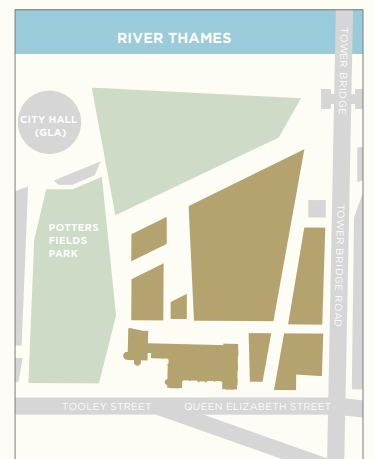 RIVER THAMES
TOWER BRIDGE
CITY HALL
(GLA)
POTTERS
FIELDS
PARK
TOWER BRIDGE ROAD
TOOLEY STREET
QUEEN ELIZABETH STREET